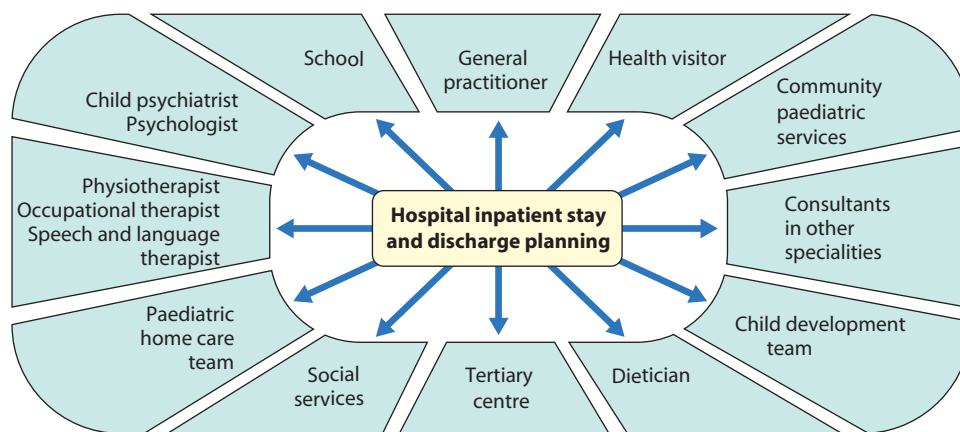 School
General
practitioner
Health visitor
Child psychiatrist
Psychologist
Community
paediatric
services
Physiotherapist
Occupational therapist
Speech and language
therapist
Hospital inpatient stay
and discharge planning
Consultants
in other
specialities
Paediatric
home care
team
Child development
team
Social
services
Tertiary
centre
Dietician